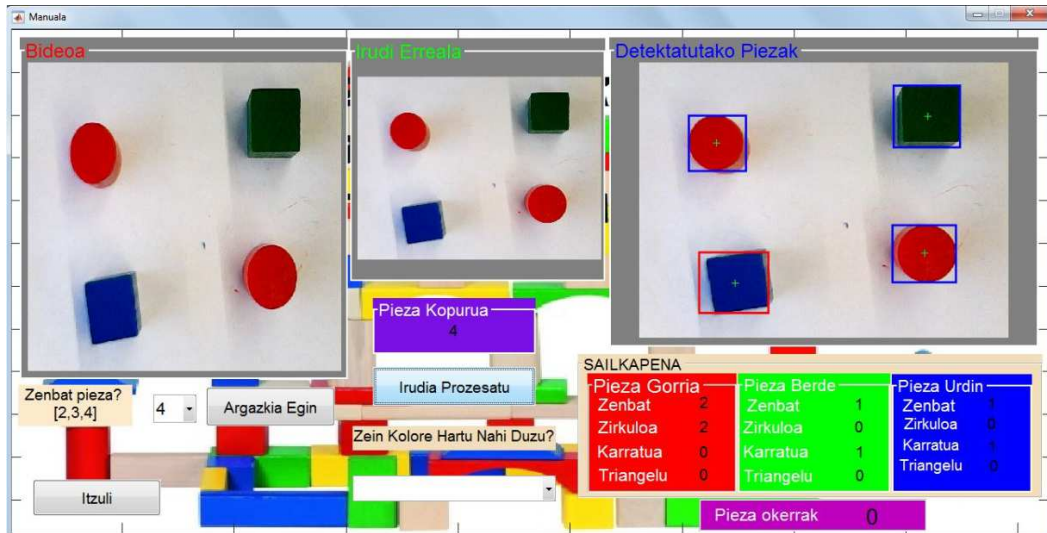 Manuala
Bideoa
Irudi Erreala
Detektatutako Piezak
Pieza Kopurua
4
Irudia Prozesatu
Zenbat pieza?
[2,3,4]
4
Argazkia Egin
Zein Kolore Hartu Nahi Duzu?
Itzuli
SAILKAPENA
Pieza Gorria
Zenbat 2
Zirkuloa 2
Karratua 0
Triangelu 0
Pieza Berde
Zenbat 1
Zirkuloa 0
Karratua 1
Triangelu 0
Pieza Urdin
Zenbat 1
Zirkuloa 0
Karratua 1
Triangelu 0
Pieza okerrak 0